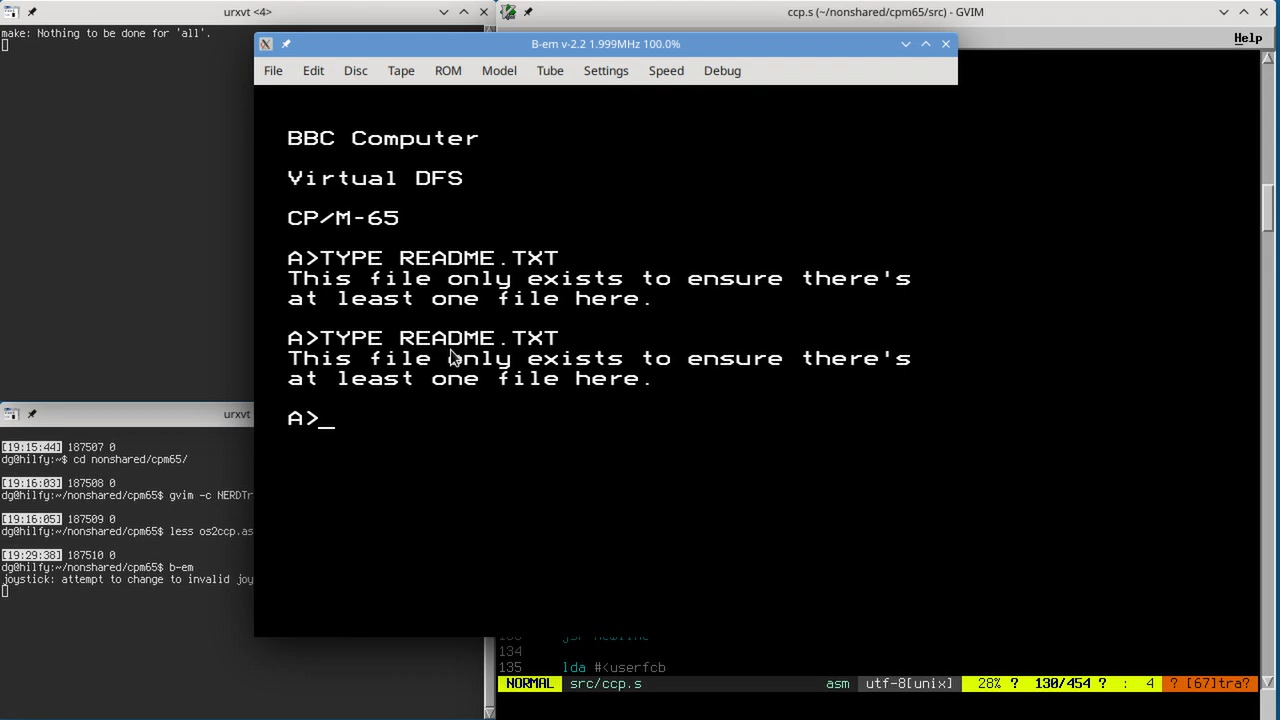 urxvt <4>
make: Nothing to be done for 'all'.
ccp.s (~/nonshared/cpm65/src) - GVIM
Help
B-em v-2.2 1.999MHz 100.0%
File Edit Disc Tape ROM Model Tube Settings Speed Debug
BBC Computer
Virtual DFS
CP/M-65
A>TYPE README.TXT
This file only exists to ensure there's
at least one file here.
A>TYPE README.TXT
This file only exists to ensure there's
at least one file here.
A>_
urxvt
[19:15:44] 187507 0
dg@hilfy:~$ cd nonshared/cpm65/
[19:16:03] 187508 0
dg@hilfy:~/nonshared/cpm65$ gvim -c NERDTr
[19:16:05] 187509 0
dg@hilfy:~/nonshared/cpm65$ less os2ccp.as
[19:29:38] 187510 0
dg@hilfy:~/nonshared/cpm65$ b-em
joystick: attempt to change to invalid joy
134
135 lda #<userfcb
NORMAL src/ccp.s asm utf-8[unix] 28% ? 130/454 ? : 4 ? [67]tra?